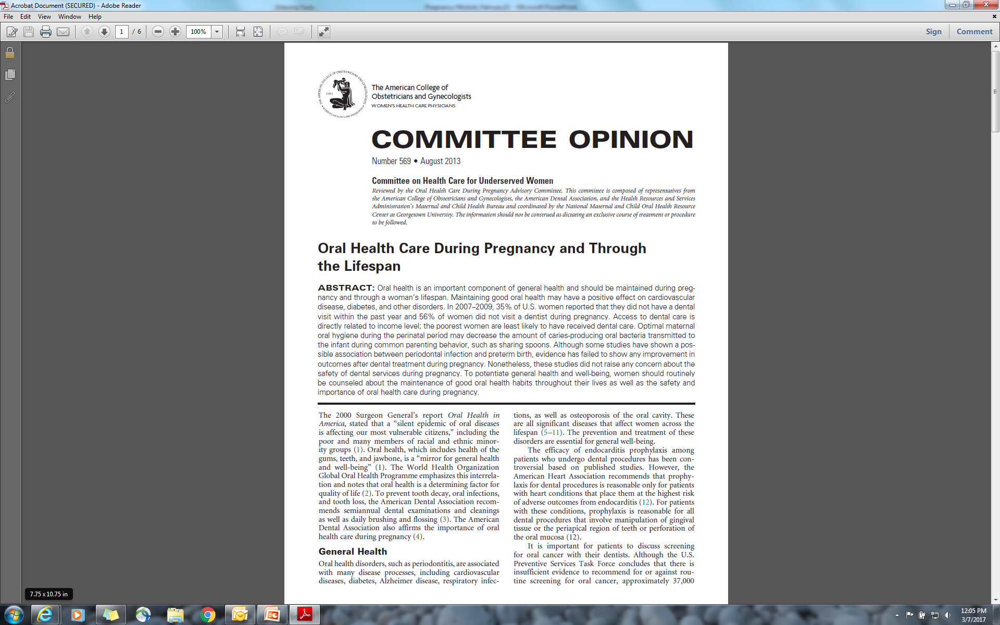 Acrobat Document (SECURED) - Adobe Reader
File Edit View Window Help
1 / 6 100% Sign Comment
THE AMERICAN COLLEGE OF OBSTETRICIANS AND GYNECOLOGISTS
1951
WOMEN'S HEALTH CARE PHYSICIANS
The American College of
Obstetricians and Gynecologists
WOMEN'S HEALTH CARE PHYSICIANS
COMMITTEE OPINION
Number 569 • August 2013
Committee on Health Care for Underserved Women
Reviewed by the Oral Health Care During Pregnancy Advisory Committee. This committee is composed of representatives from
the American College of Obstetricians and Gynecologists, the American Dental Association, and the Health Resources and Services
Administration's Maternal and Child Health Bureau and coordinated by the National Maternal and Child Oral Health Resource
Center at Georgetown University. The information should not be construed as dictating an exclusive course of treatment or procedure
to be followed.
Oral Health Care During Pregnancy and Through
the Lifespan
ABSTRACT: Oral health is an important component of general health and should be maintained during preg-
nancy and through a woman's lifespan. Maintaining good oral health may have a positive effect on cardiovascular
disease, diabetes, and other disorders. In 2007–2009, 35% of U.S. women reported that they did not have a dental
visit within the past year and 56% of women did not visit a dentist during pregnancy. Access to dental care is
directly related to income level; the poorest women are least likely to have received dental care. Optimal maternal
oral hygiene during the perinatal period may decrease the amount of caries-producing oral bacteria transmitted to
the infant during common parenting behavior, such as sharing spoons. Although some studies have shown a pos-
sible association between periodontal infection and preterm birth, evidence has failed to show any improvement in
outcomes after dental treatment during pregnancy. Nonetheless, these studies did not raise any concern about the
safety of dental services during pregnancy. To potentiate general health and well-being, women should routinely
be counseled about the maintenance of good oral health habits throughout their lives as well as the safety and
importance of oral health care during pregnancy.
The 2000 Surgeon General's report Oral Health in
America, stated that a “silent epidemic of oral diseases
is affecting our most vulnerable citizens,” including the
poor and many members of racial and ethnic minor-
ity groups (1). Oral health, which includes health of the
gums, teeth, and jawbone, is a “mirror for general health
and well-being” (1). The World Health Organization
Global Oral Health Programme emphasizes this interrela-
tion and notes that oral health is a determining factor for
quality of life (2). To prevent tooth decay, oral infections,
and tooth loss, the American Dental Association recom-
mends semiannual dental examinations and cleanings
as well as daily brushing and flossing (3). The American
Dental Association also affirms the importance of oral
health care during pregnancy (4).
General Health
Oral health disorders, such as periodontitis, are associated
with many disease processes, including cardiovascular
diseases, diabetes, Alzheimer disease, respiratory infec-
tions, as well as osteoporosis of the oral cavity. These
are all significant diseases that affect women across the
lifespan (5–11). The prevention and treatment of these
disorders are essential for general well-being.
The efficacy of endocarditis prophylaxis among
patients who undergo dental procedures has been con-
troversial based on published studies. However, the
American Heart Association recommends that prophy-
laxis for dental procedures is reasonable only for patients
with heart conditions that place them at the highest risk
of adverse outcomes from endocarditis (12). For patients
with these conditions, prophylaxis is reasonable for all
dental procedures that involve manipulation of gingival
tissue or the periapical region of teeth or perforation of
the oral mucosa (12).
It is important for patients to discuss screening
for oral cancer with their dentists. Although the U.S.
Preventive Services Task Force concludes that there is
insufficient evidence to recommend for or against rou-
tine screening for oral cancer, approximately 37,000
7.75 x 10.75 in
12:05 PM
3/7/2017